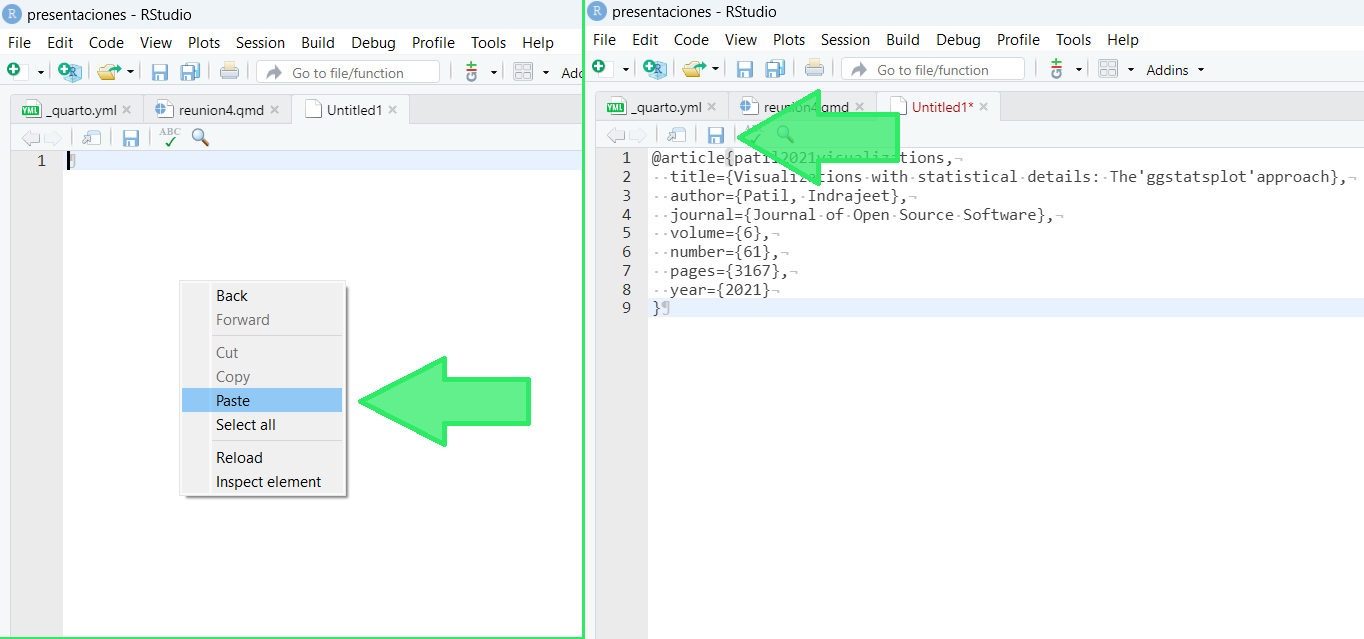 R presentaciones - RStudio
File Edit Code View Plots Session Build Debug Profile Tools Help
R Go to file/function Addi
YML _quarto.yml × reunion4.qmd × Untitled1 ×
ABC
1 ¶
Back
Forward
Cut
Copy
Paste
Select all
Reload
Inspect element
R presentaciones - RStudio
File Edit Code View Plots Session Build Debug Profile Tools Help
R Go to file/function Addins
YML _quarto.yml × reunion4.qmd × Untitled1* ×
1 @article{patil2021visualizations,¬
2 ··title={Visualizations·with·statistical·details:·The'ggstatsplot'approach},¬
3 ··author={Patil,·Indrajeet},¬
4 ··journal={Journal·of·Open·Source·Software},¬
5 ··volume={6},¬
6 ··number={61},¬
7 ··pages={3167},¬
8 ··year={2021}¬
9 }¶